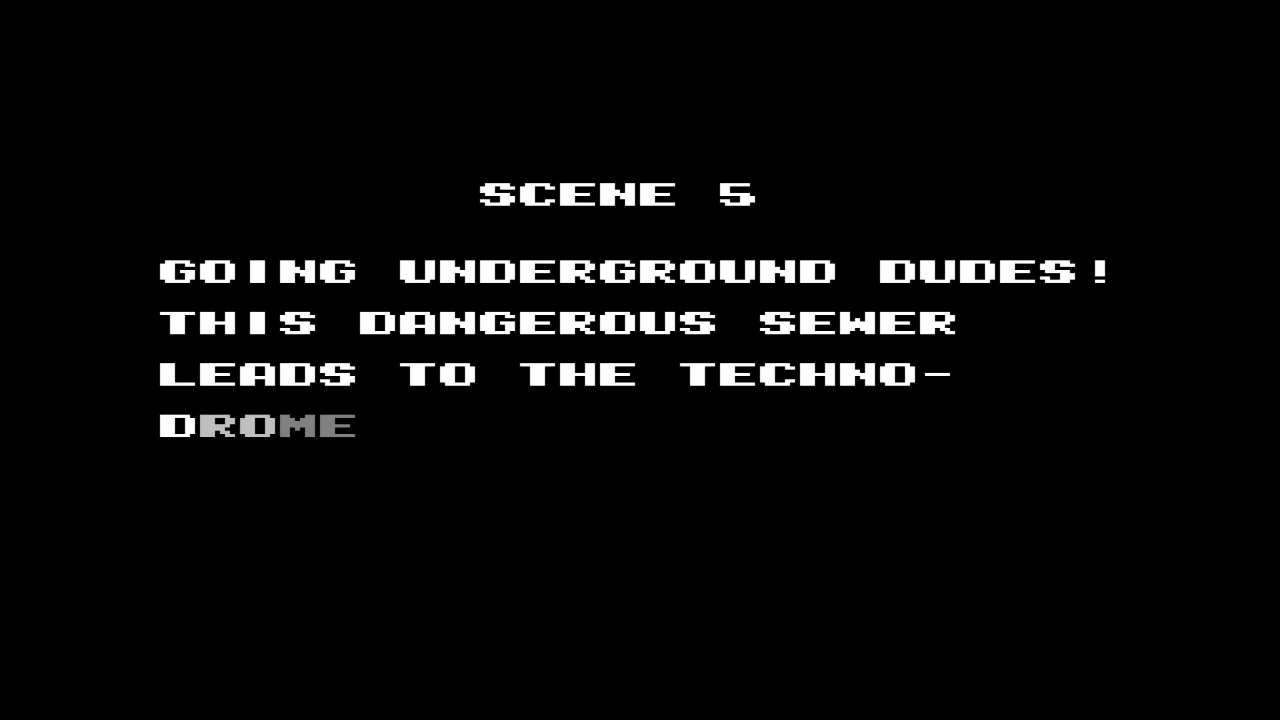 SCENE 5
GOING UNDERGROUND DUDES!
THIS DANGEROUS SEWER
LEADS TO THE TECHNO-
DROME